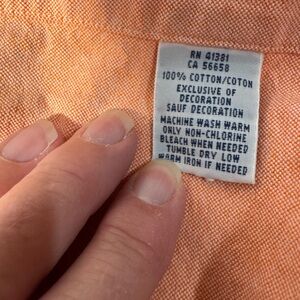 RN 41381
CA 56658
100% COTTON/COTON
EXCLUSIVE OF
DECORATION
SAUF DECORATION
MACHINE WASH WARM
ONLY NON-CHLORINE
BLEACH WHEN NEEDED
TUMBLE DRY LOW
WARM IRON IF NEEDED